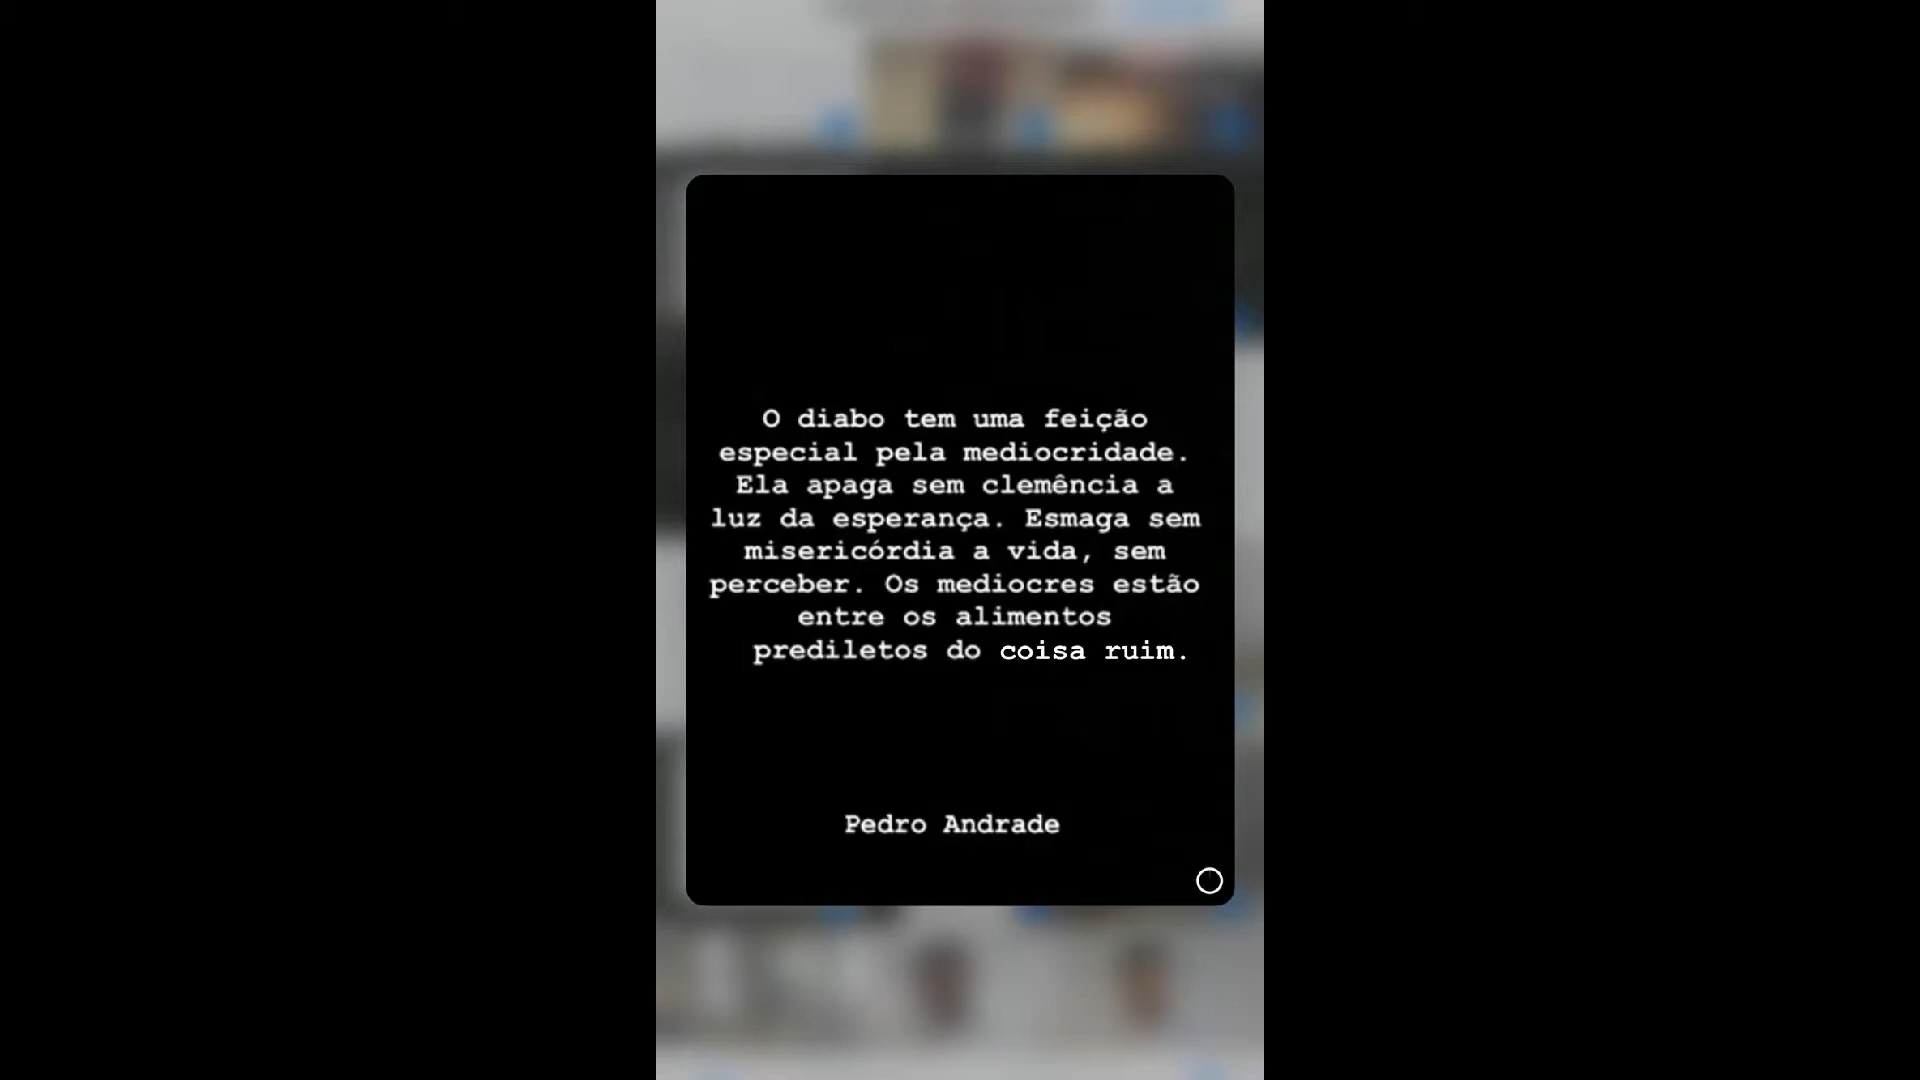 O diabo tem uma feição
especial pela mediocridade.
Ela apaga sem clemência a
luz da esperança. Esmaga sem
misericórdia a vida, sem
perceber. Os mediocres estão
entre os alimentos
prediletos do coisa ruim.
Pedro Andrade